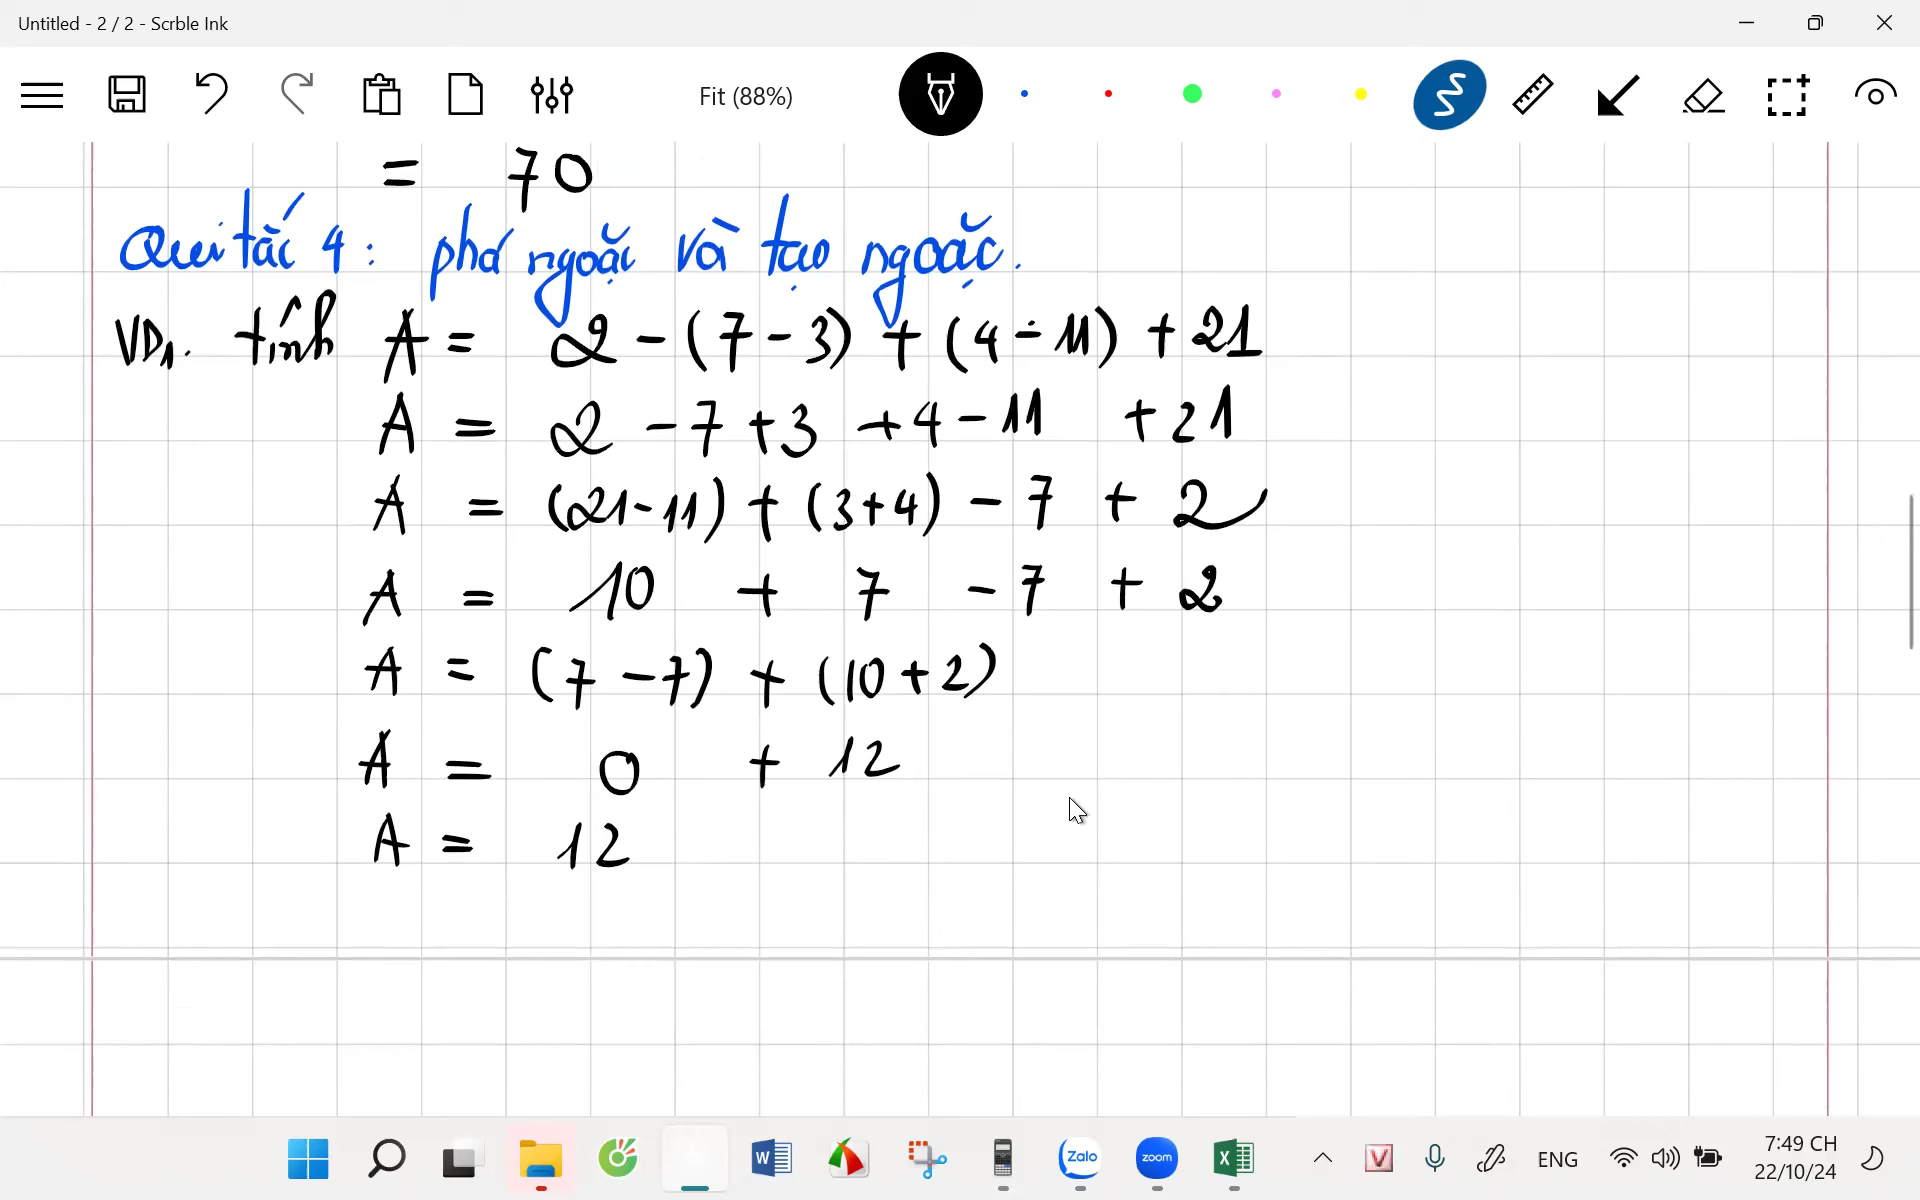 Untitled - 2 / 2 - Scrble Ink
Fit (88%)
= 70
Qui tắc 4: phá ngoặc và tạo ngoặc.
VD1. tính A = 2 - (7 - 3) + (4 - 11) + 21
A = 2 - 7 + 3 + 4 - 11 + 21
A = (21 - 11) + (3 + 4) - 7 + 2
A = 10 + 7 - 7 + 2
A = (7 - 7) + (10 + 2)
A = 0 + 12
A = 12
W Zalo zoom X V ENG 7:49 CH
22/10/24